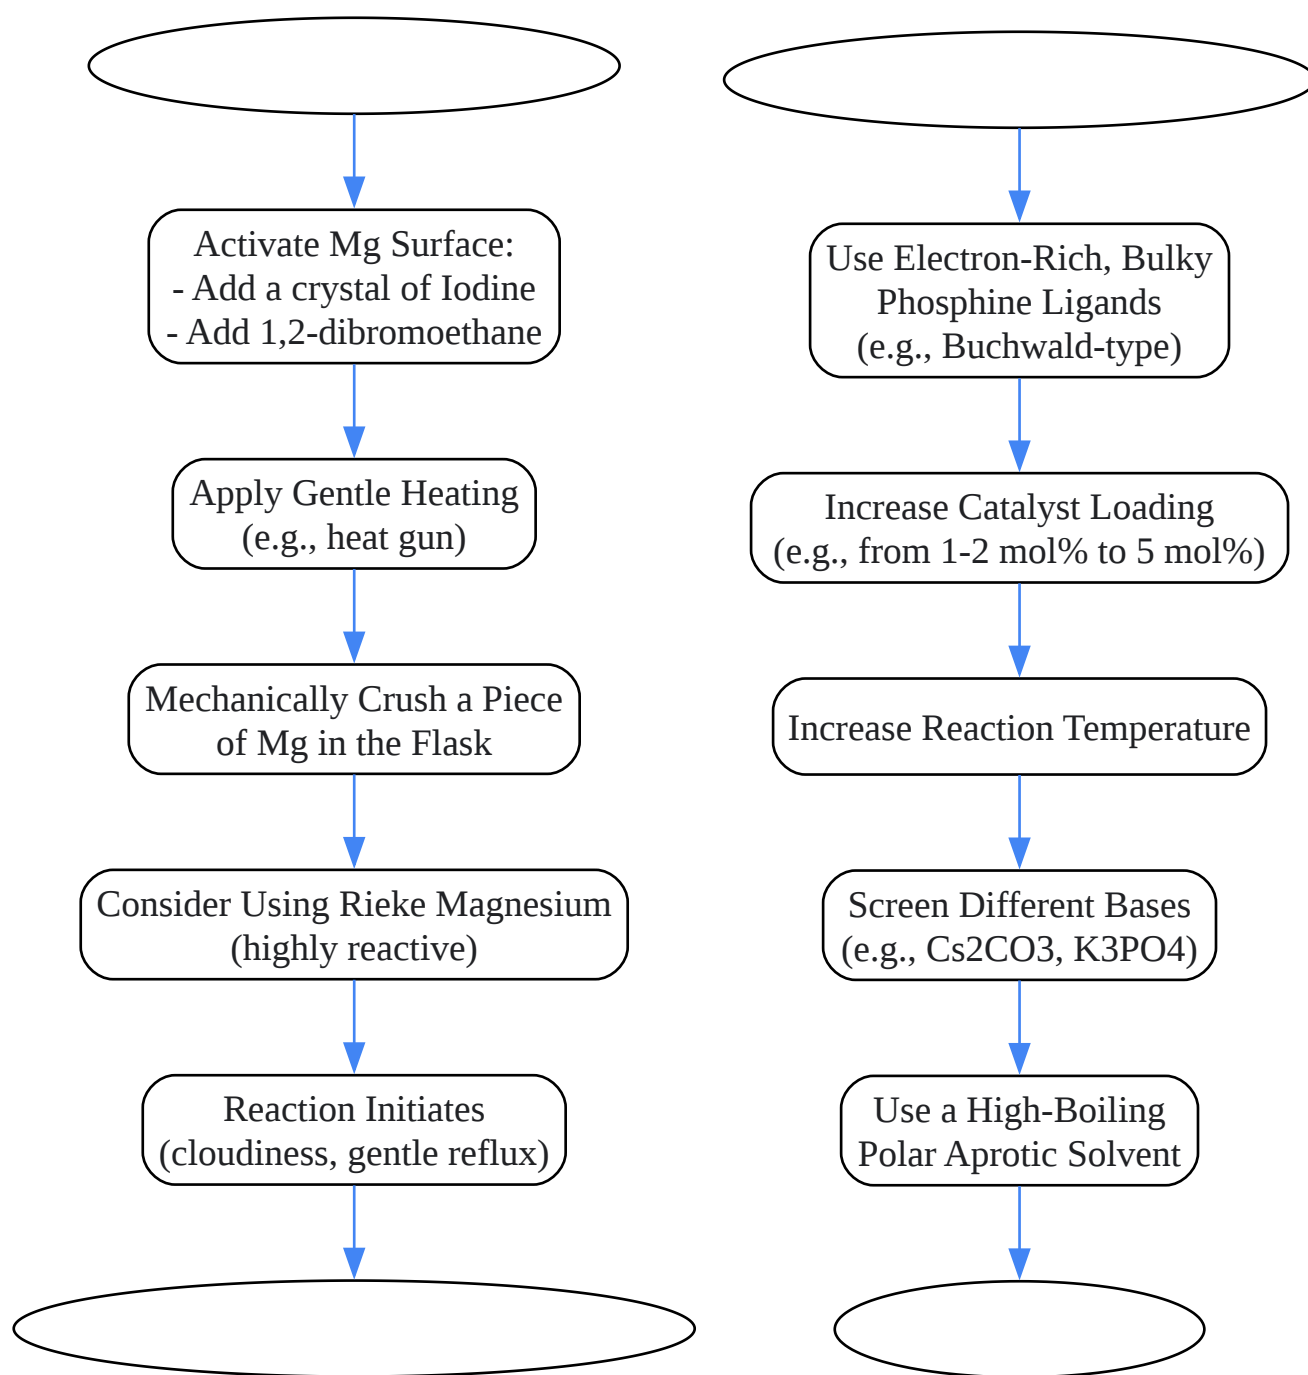 Activate Mg Surface:
- Add a crystal of Iodine
- Add 1,2-dibromoethane
Apply Gentle Heating
(e.g., heat gun)
Mechanically Crush a Piece
of Mg in the Flask
Consider Using Rieke Magnesium
(highly reactive)
Reaction Initiates
(cloudiness, gentle reflux)
Use Electron-Rich, Bulky
Phosphine Ligands
(e.g., Buchwald-type)
Increase Catalyst Loading
(e.g., from 1-2 mol% to 5 mol%)
Increase Reaction Temperature
Screen Different Bases
(e.g., Cs2CO3, K3PO4)
Use a High-Boiling
Polar Aprotic Solvent